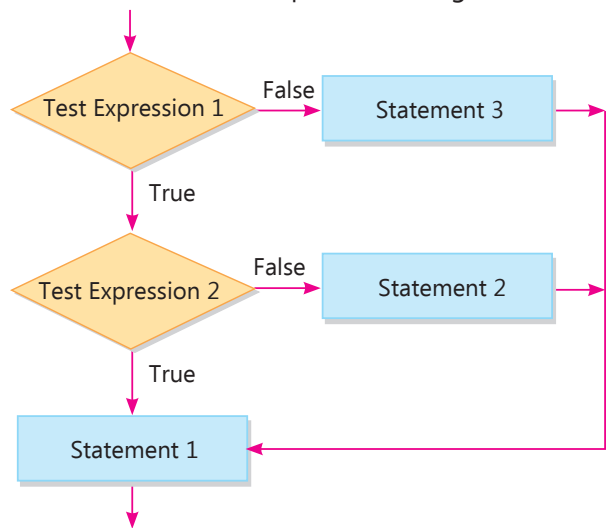 False
Test Expression 1
Statement 3
True
False
Test Expression 2
Statement 2
True
Statement 1